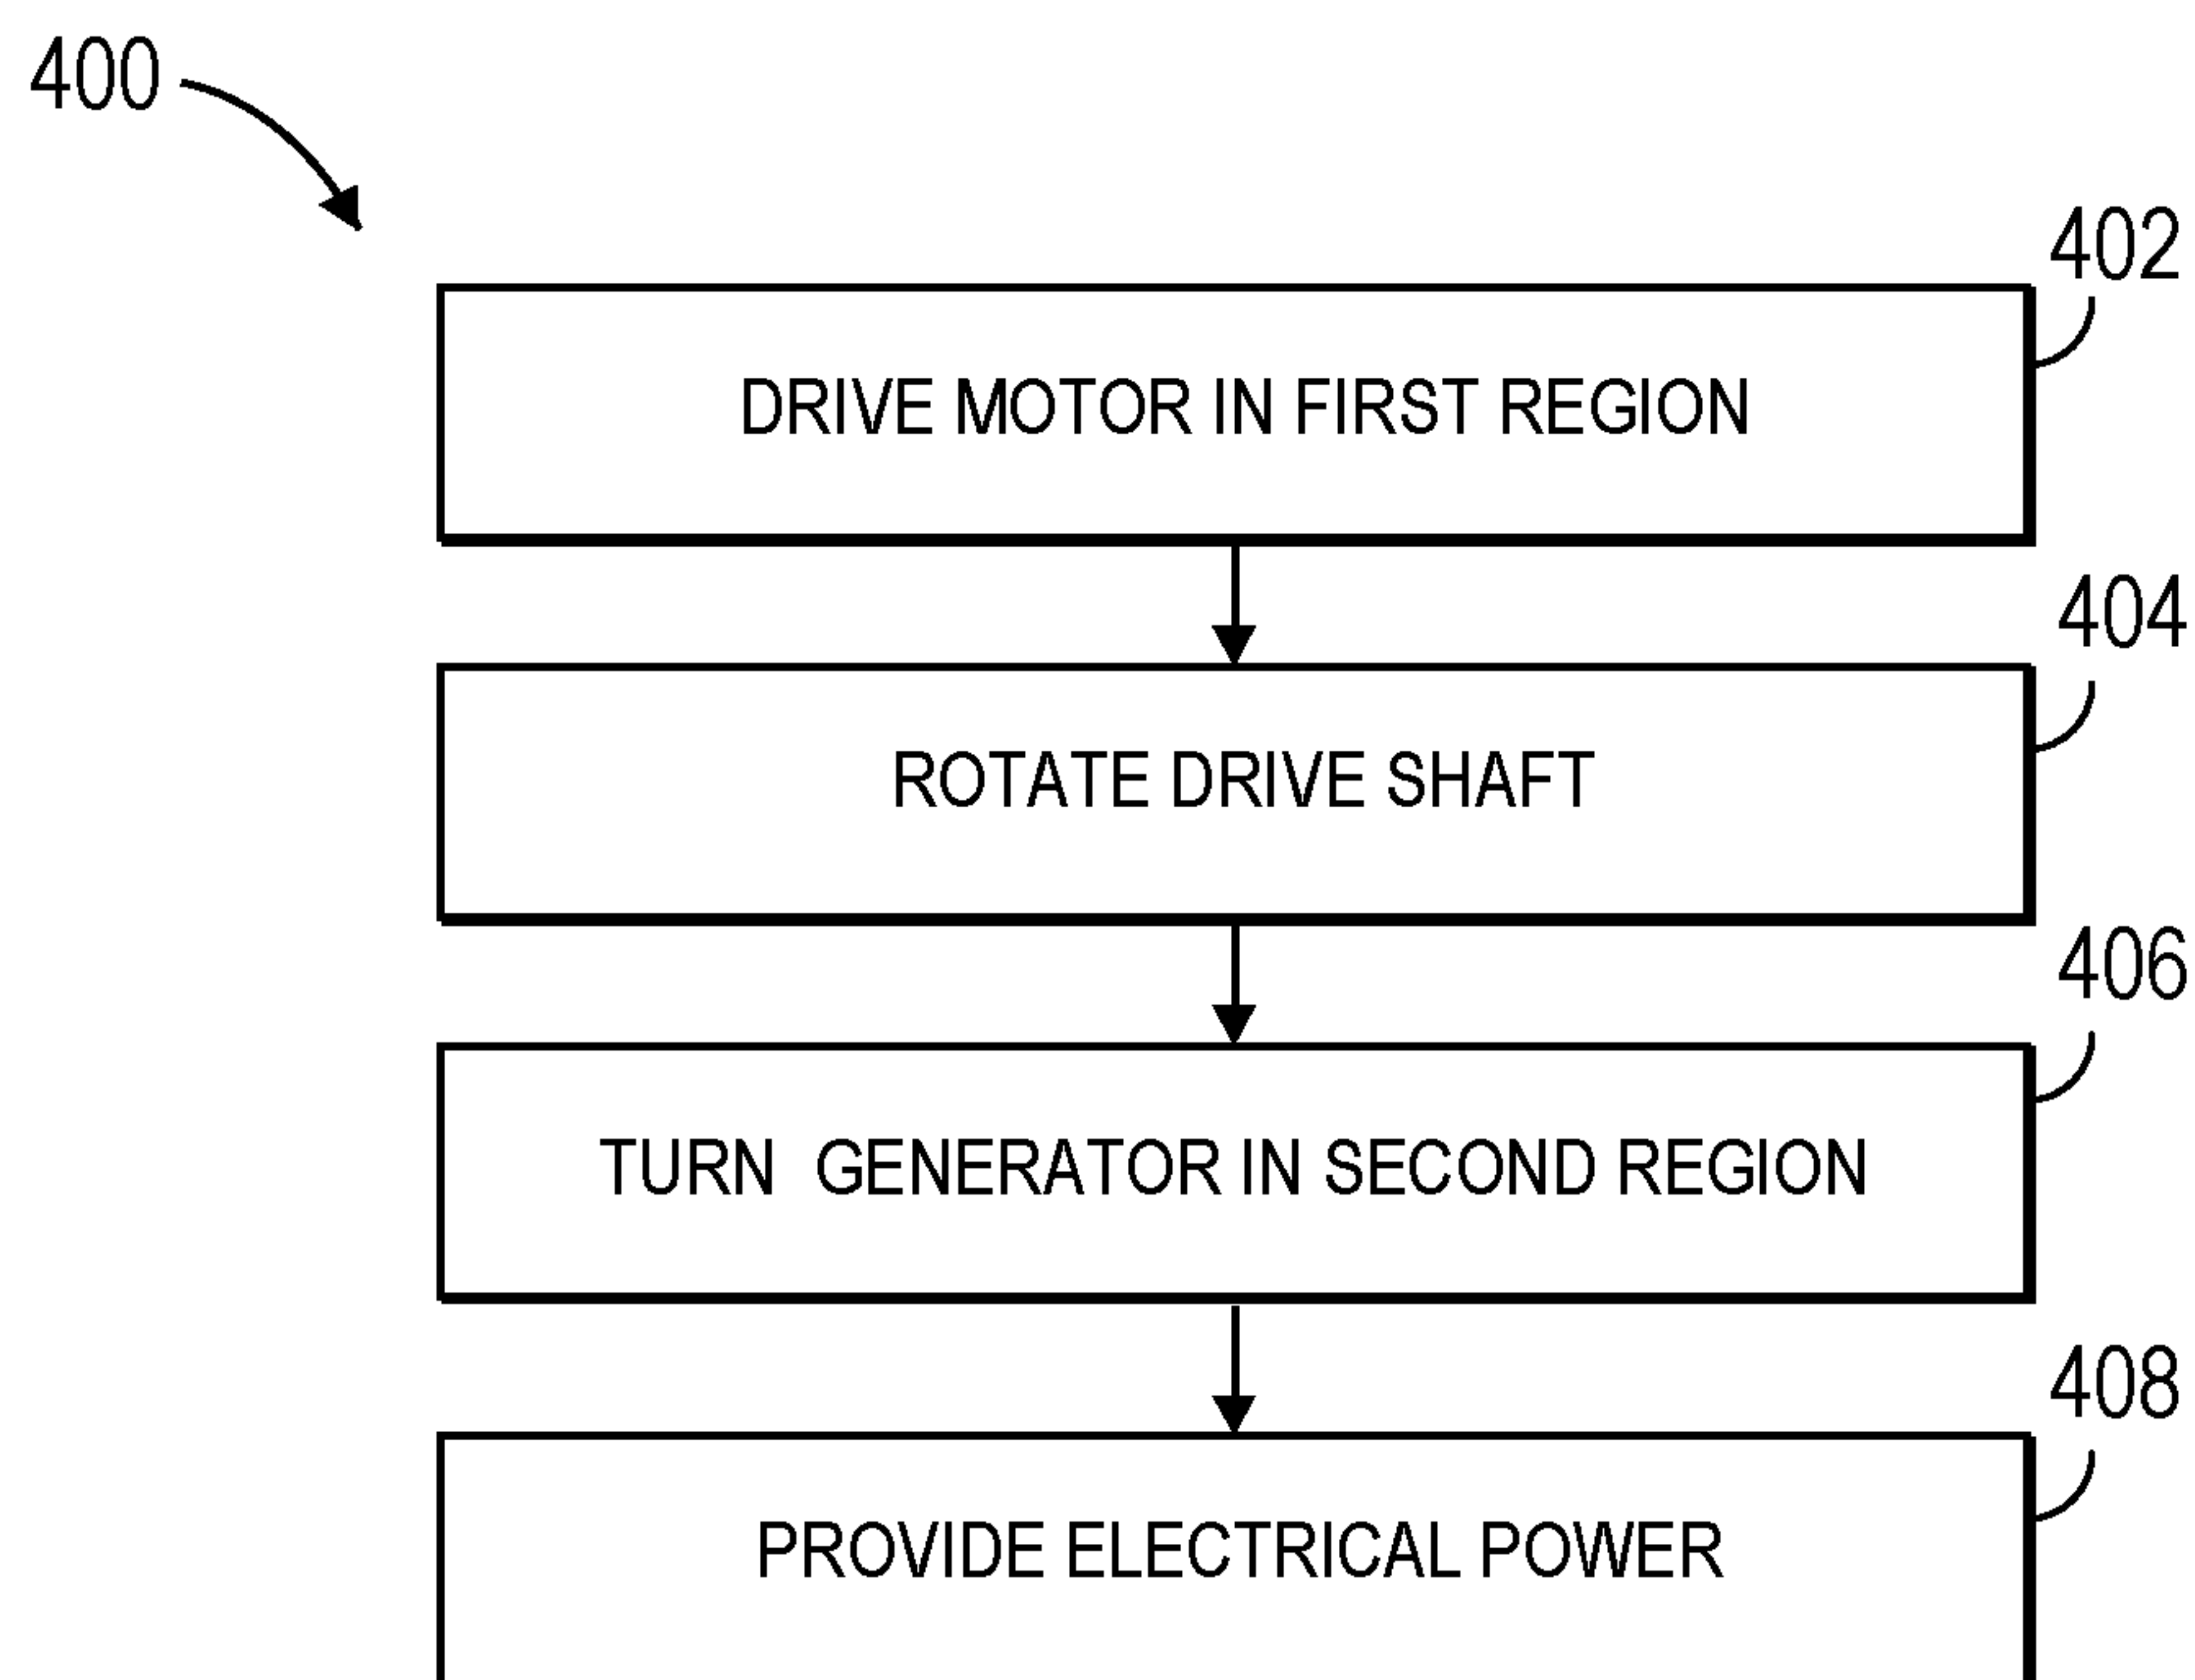 400
402
DRIVE MOTOR IN FIRST REGION
404
ROTATE DRIVE SHAFT
406
TURN GENERATOR IN SECOND REGION
408
PROVIDE ELECTRICAL POWER